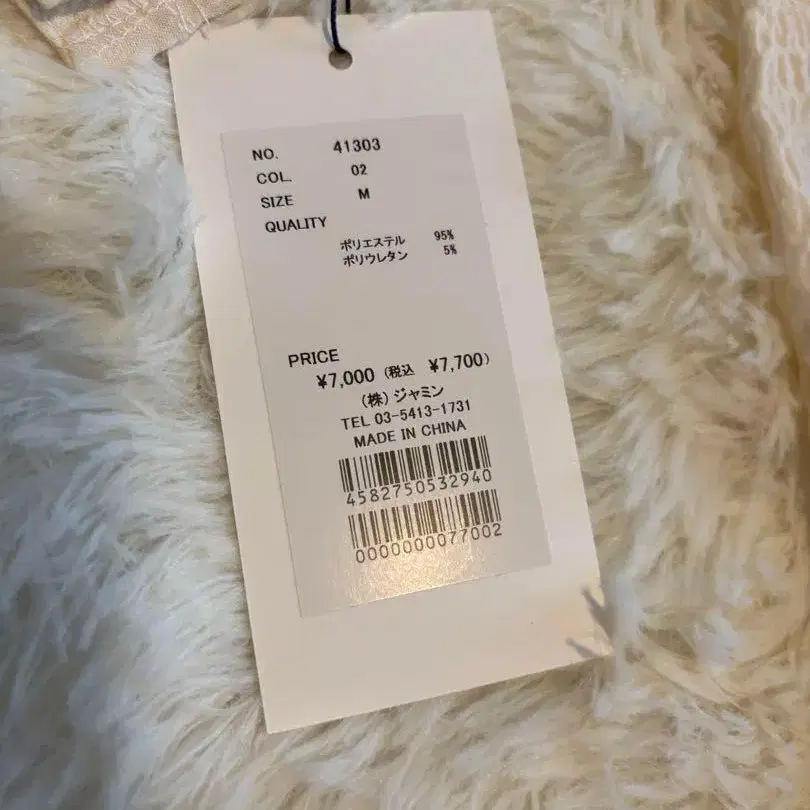 NO. 41303
COL. 02
SIZE M
QUALITY
ポリエステル 95%
ポリウレタン 5%
PRICE
¥7,000 (税込 ¥7,700)
(株)ジャミン
TEL 03-5413-1731
MADE IN CHINA
4582750532940
0000000077002